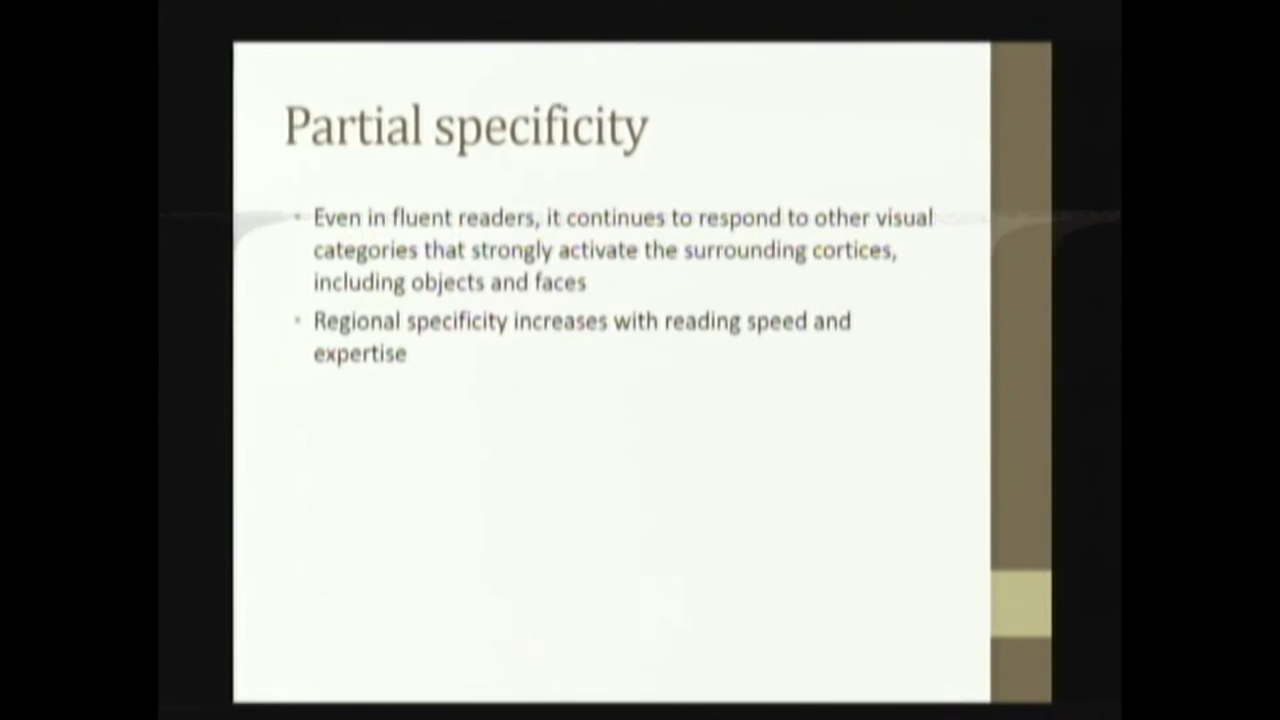 Partial specificity
Even in fluent readers, it continues to respond to other visual
categories that strongly activate the surrounding cortices,
including objects and faces
Regional specificity increases with reading speed and
expertise